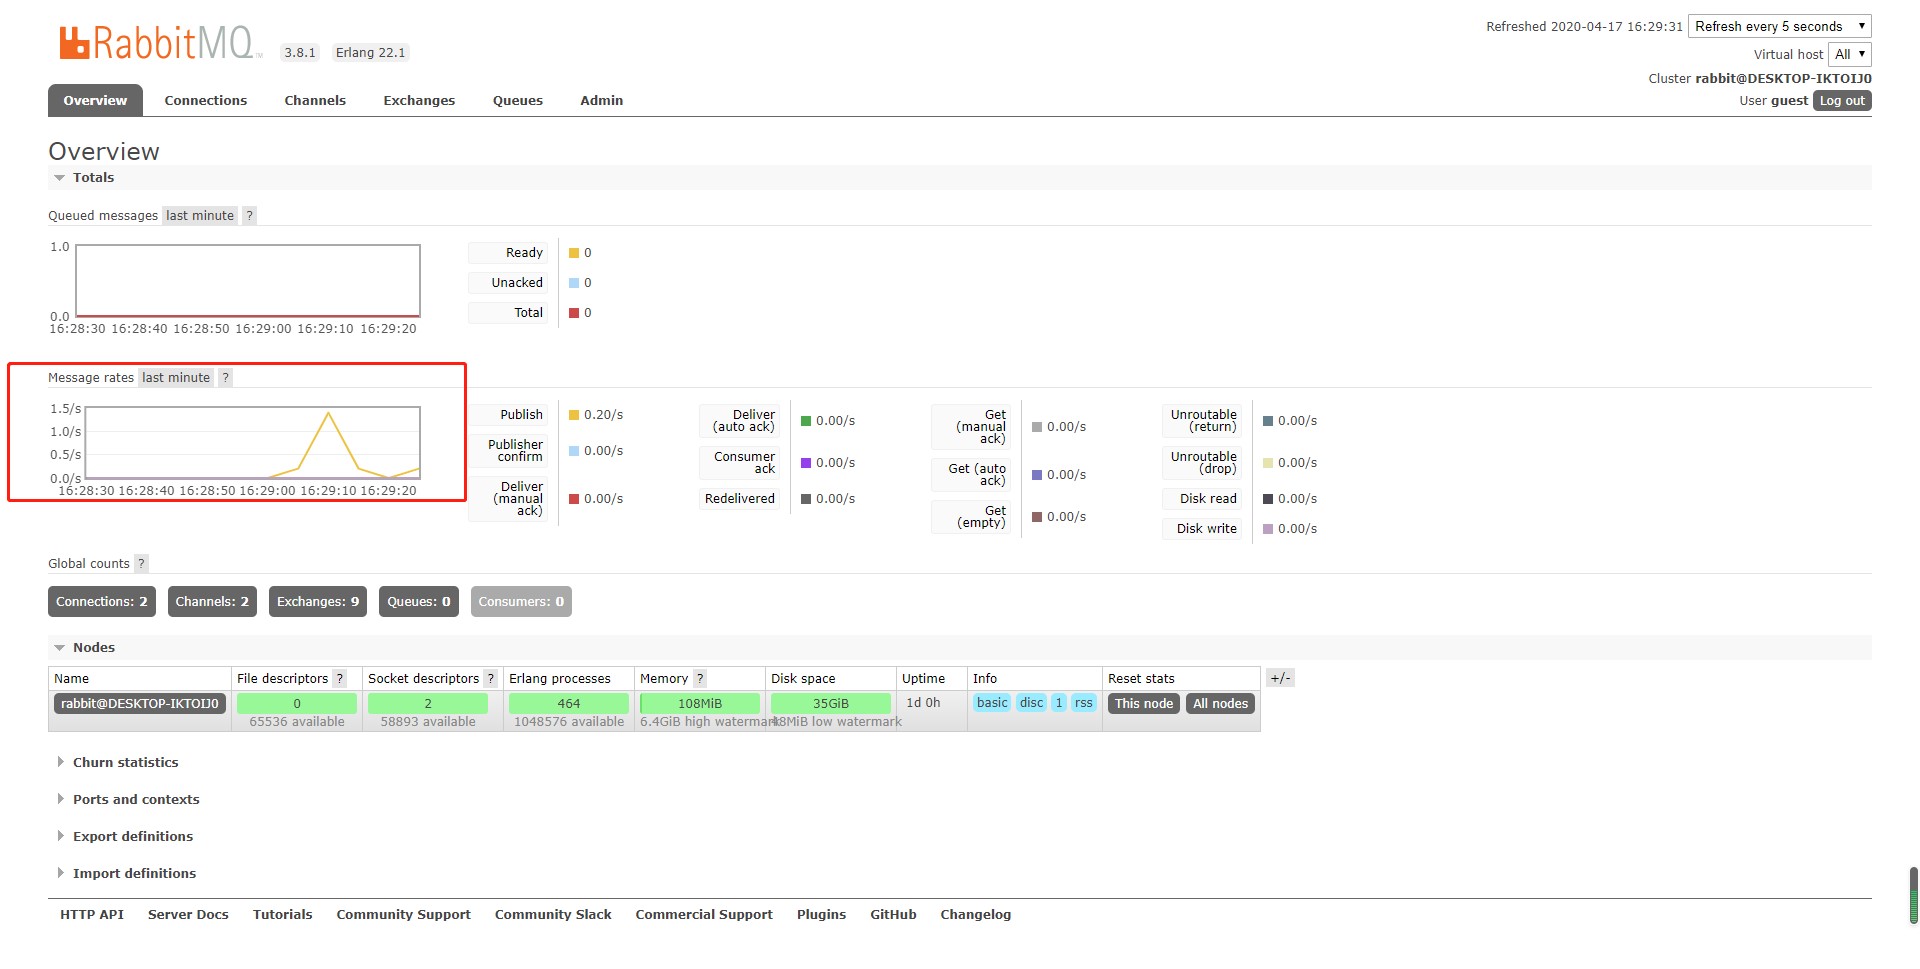 RabbitMQ TM 3.8.1 Erlang 22.1
Refreshed 2020-04-17 16:29:31 Refresh every 5 seconds
Virtual host All
Cluster rabbit@DESKTOP-IKTOIJ0
User guest Log out
Overview Connections Channels Exchanges Queues Admin
Overview
Totals
Queued messages last minute ?
1.0
0.0
16:28:30 16:28:40 16:28:50 16:29:00 16:29:10 16:29:20
Ready 0
Unacked 0
Total 0
Message rates last minute ?
1.5/s
1.0/s
0.5/s
0.0/s
16:28:30 16:28:40 16:28:50 16:29:00 16:29:10 16:29:20
Publish 0.20/s
Publisher
confirm 0.00/s
Deliver
(manual
ack) 0.00/s
Deliver
(auto ack) 0.00/s
Consumer
ack 0.00/s
Redelivered 0.00/s
Get
(manual
ack) 0.00/s
Get (auto
ack) 0.00/s
Get
(empty) 0.00/s
Unroutable
(return) 0.00/s
Unroutable
(drop) 0.00/s
Disk read 0.00/s
Disk write 0.00/s
Global counts ?
Connections: 2 Channels: 2 Exchanges: 9 Queues: 0 Consumers: 0
Nodes
Name File descriptors ? Socket descriptors ? Erlang processes Memory ? Disk space Uptime Info Reset stats +/-
rabbit@DESKTOP-IKTOIJ0 0 2 464 108MiB 35GiB 1d 0h basic disc 1 rss This node All nodes
65536 available 58893 available 1048576 available 6.4GiB high watermark 48MiB low watermark
Churn statistics
Ports and contexts
Export definitions
Import definitions
HTTP API Server Docs Tutorials Community Support Community Slack Commercial Support Plugins GitHub Changelog